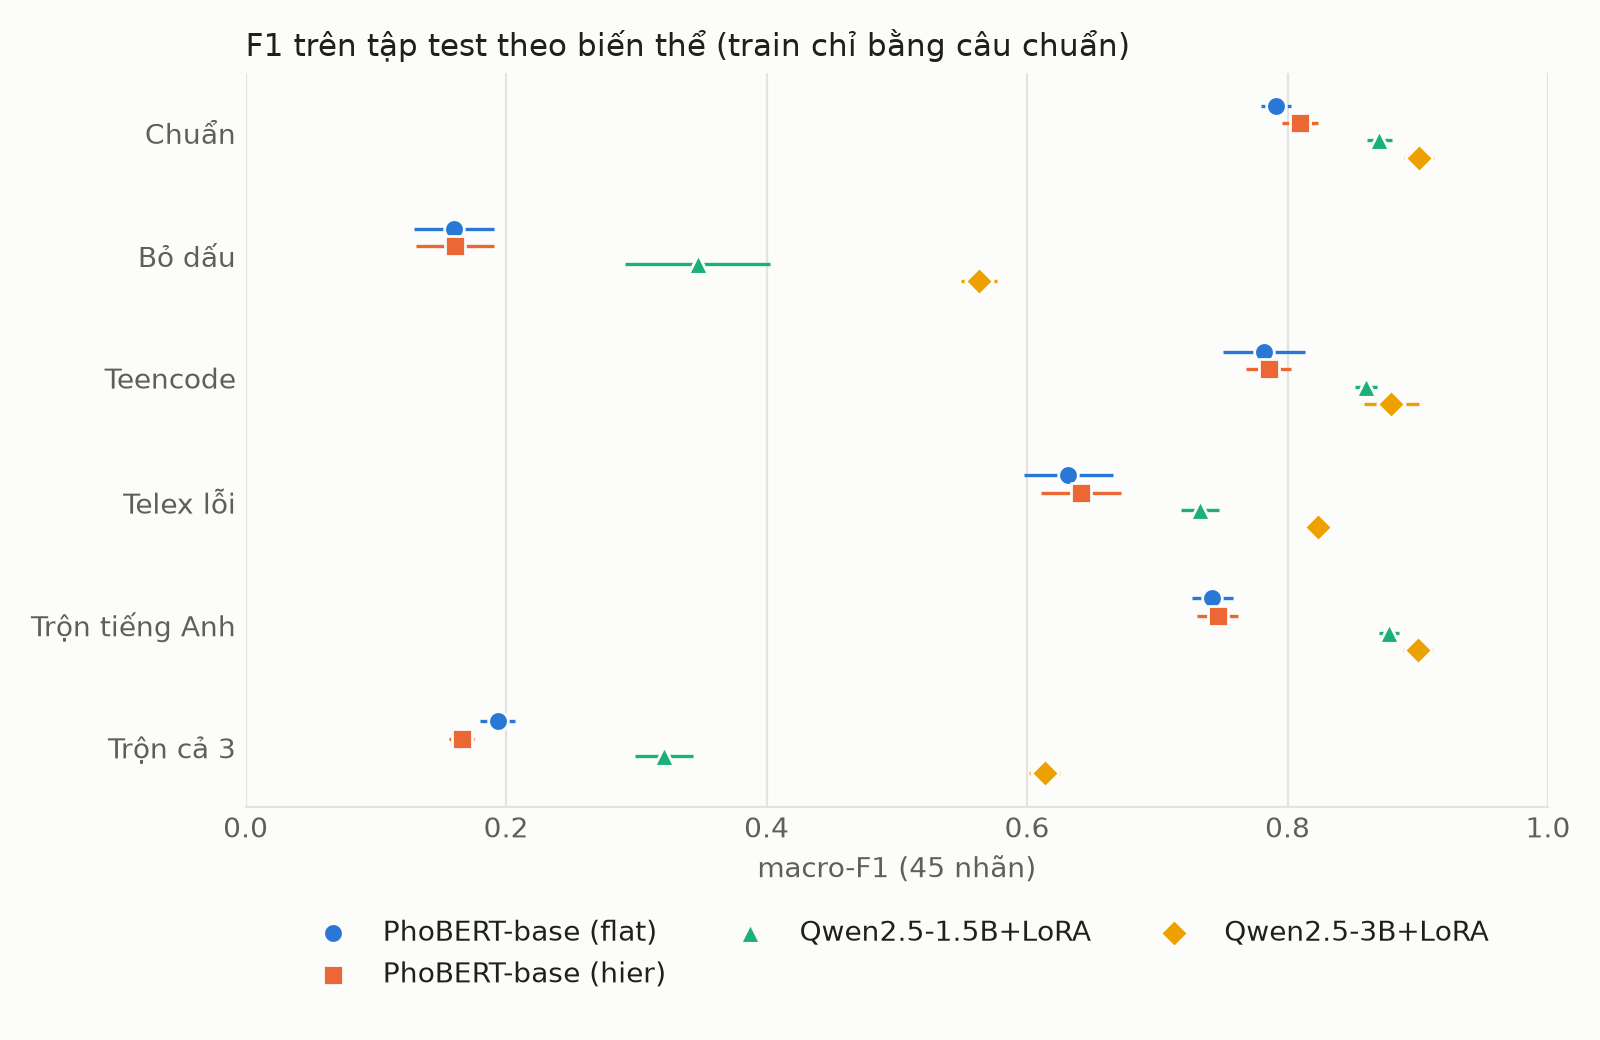 F1 trên tập test theo biến thể (train chỉ bằng câu chuẩn)
Chuẩn
Bỏ dấu
Teencode
Telex lỗi
Trộn tiếng Anh
Trộn cả 3
0.0 0.2 0.4 0.6 0.8 1.0
macro-F1 (45 nhãn)
PhoBERT-base (flat) Qwen2.5-1.5B+LoRA Qwen2.5-3B+LoRA
PhoBERT-base (hier)